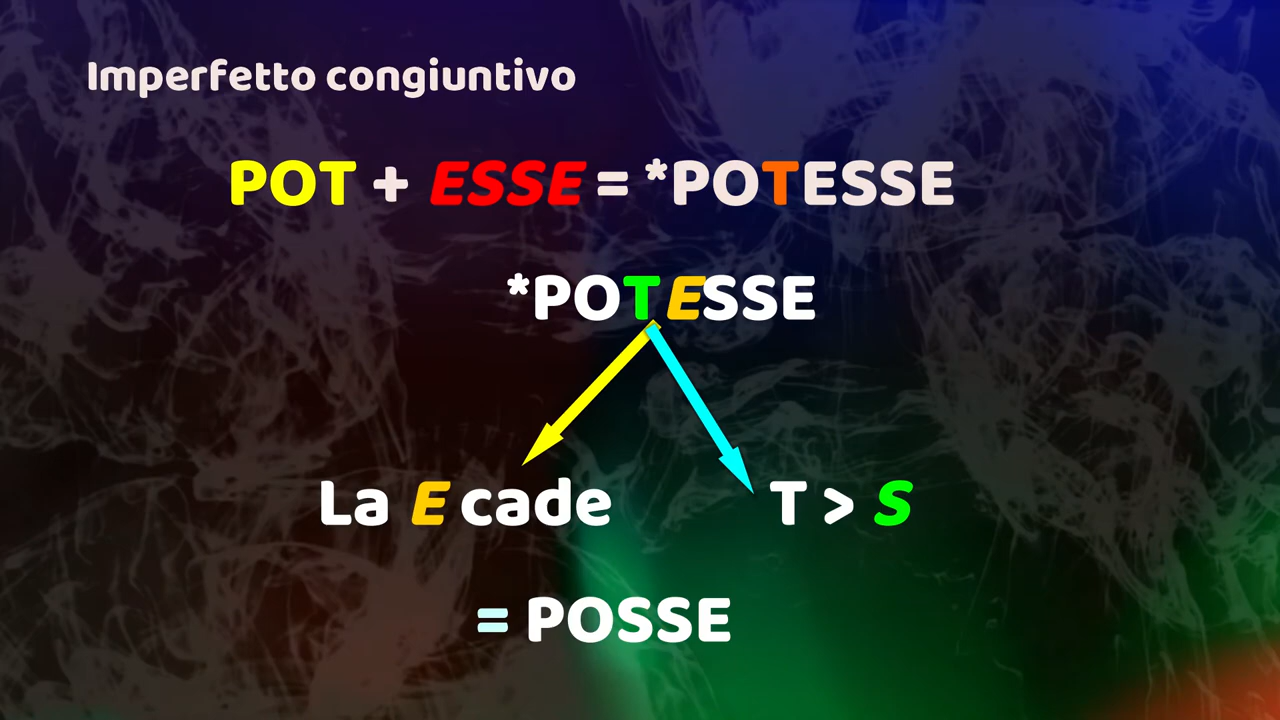 Imperfetto congiuntivo
POT + ESSE = *POTESSE
*POTESSE
La E cade
T > S
= POSSE